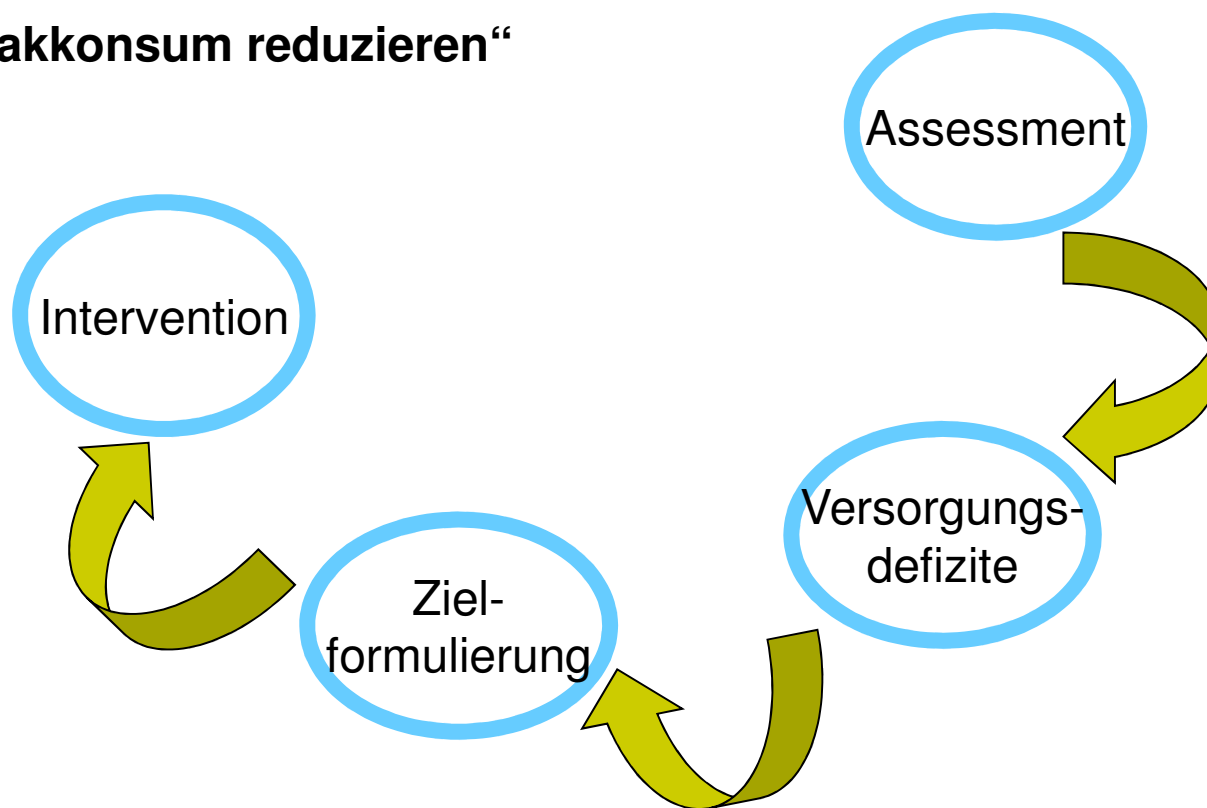 akkonsum reduzieren“
Assessment
Intervention
Versorgungs-
defizite
Ziel-
formulierung